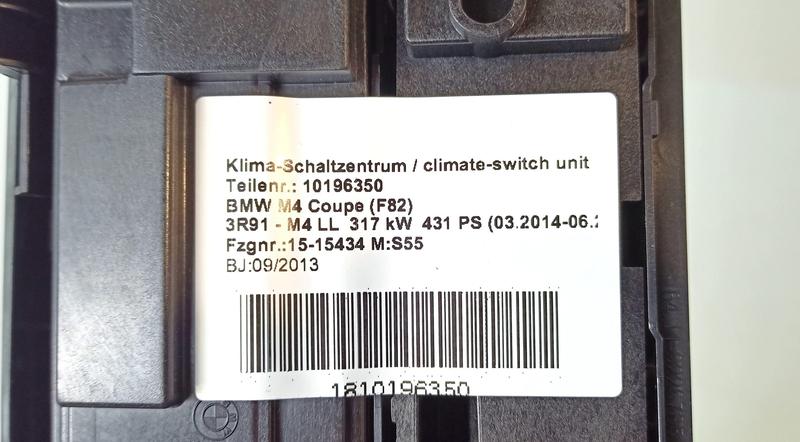 Klima-Schaltzentrum / climate-switch unit
Teilenr.: 10196350
BMW M4 Coupe (F82)
3R91 - M4 LL 317 kW 431 PS (03.2014-06.2
Fzgnr.:15-15434 M:S55
BJ:09/2013
1810196350